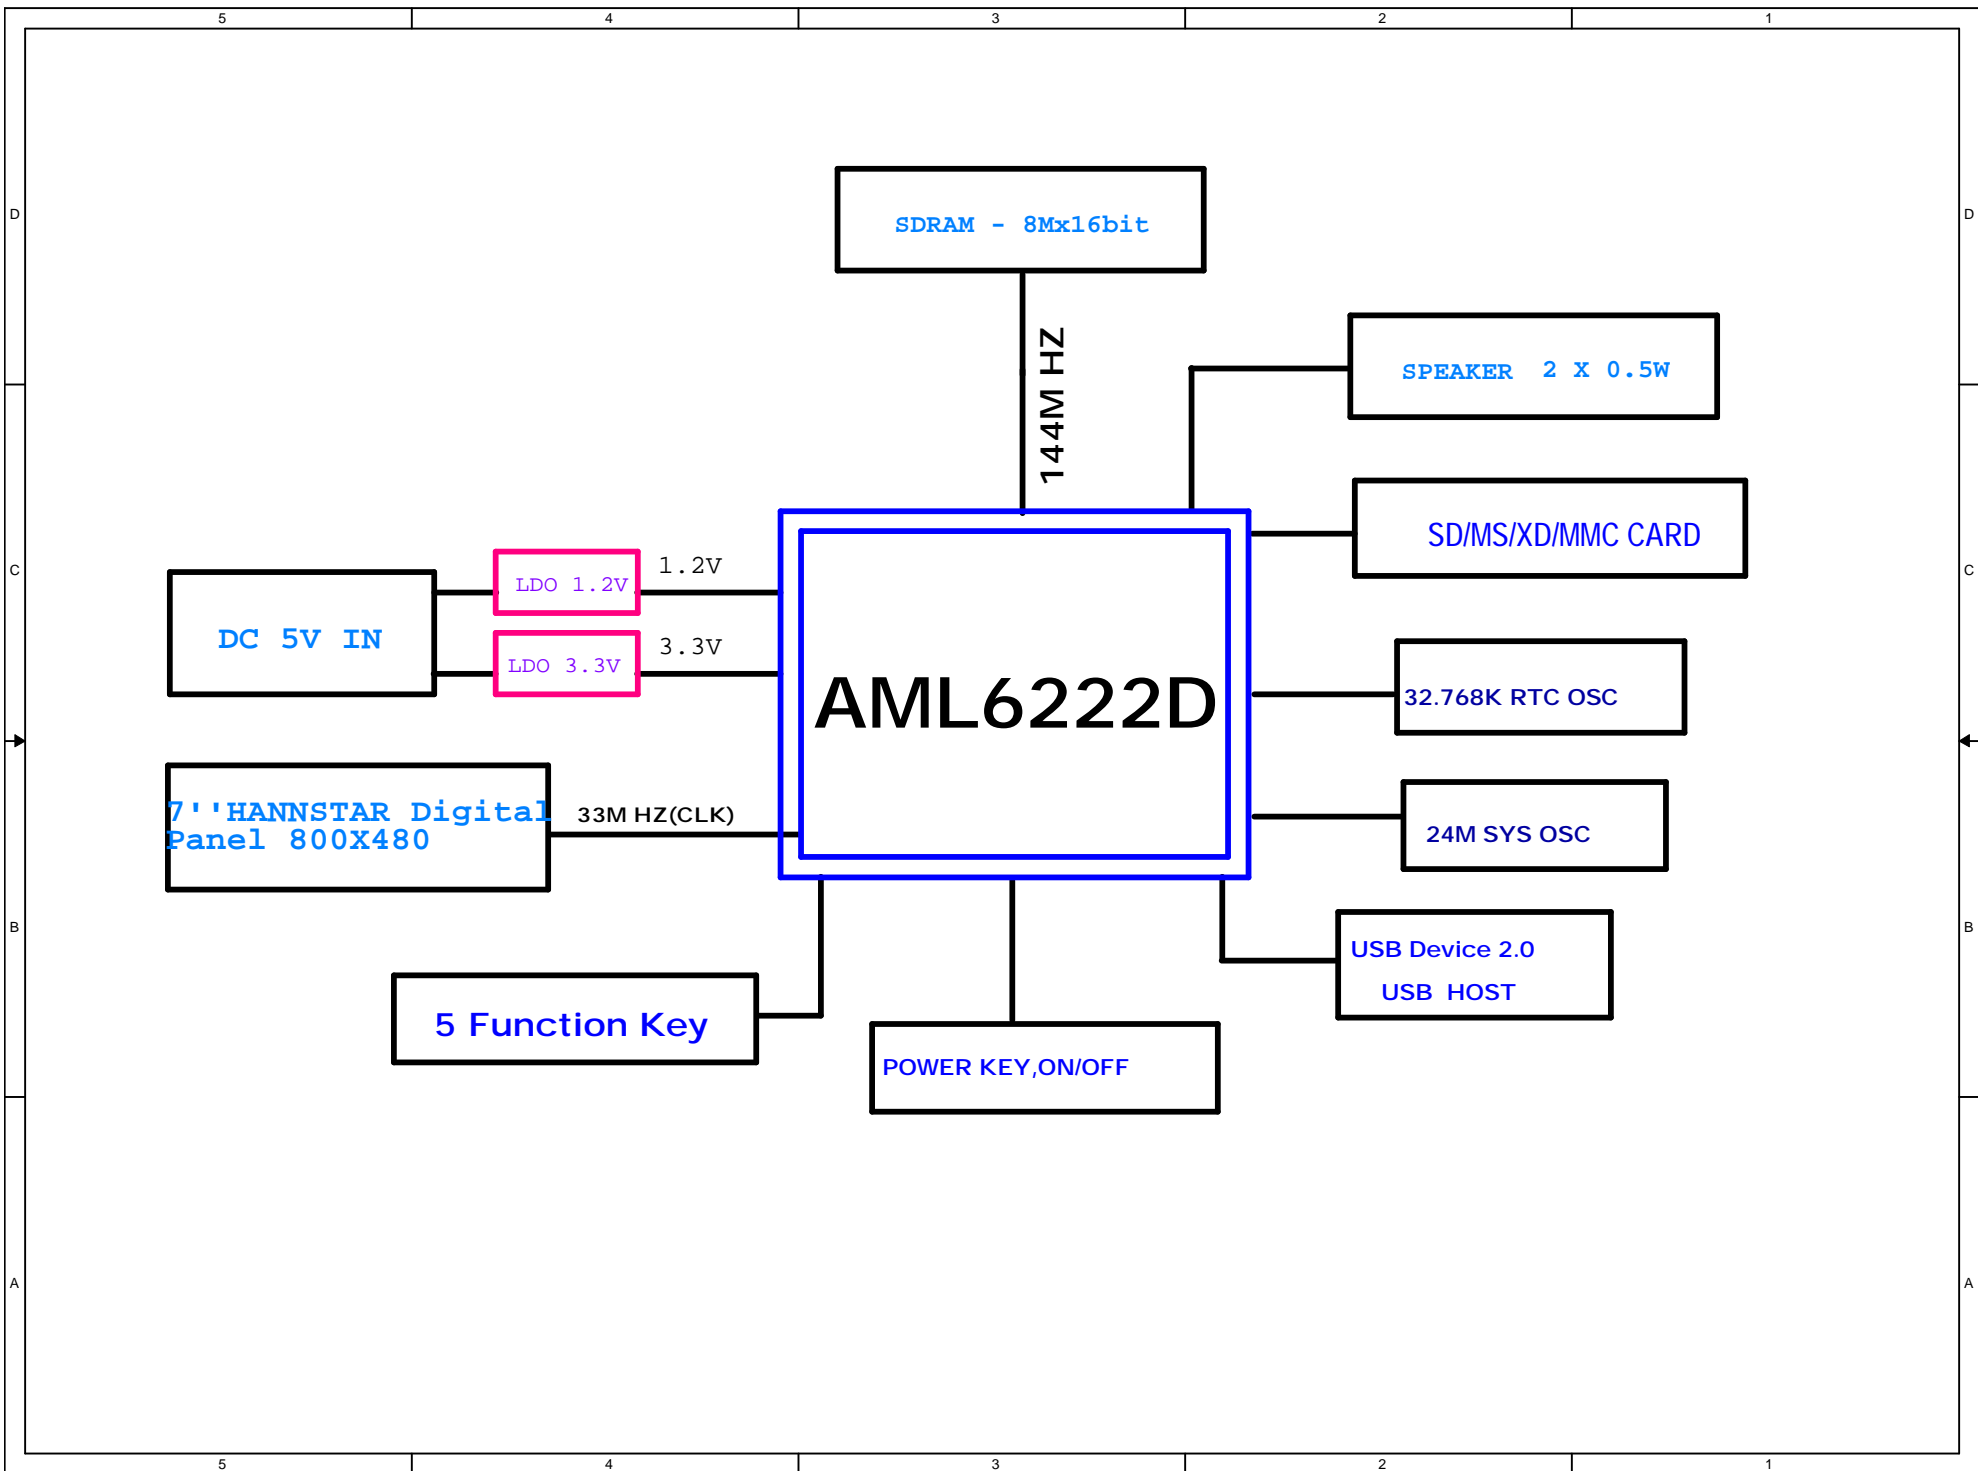 5 4 3 2 1
D D
SDRAM - 8Mx16bit
144M HZ
SPEAKER 2 X 0.5W
SD/MS/XD/MMC CARD
C C
LDO 1.2V 1.2V
DC 5V IN
LDO 3.3V 3.3V
AML6222D
32.768K RTC OSC
7''HANNSTAR Digital
Panel 800X480
33M HZ(CLK)
24M SYS OSC
B B
USB Device 2.0
USB HOST
5 Function Key
POWER KEY,ON/OFF
A A
5 4 3 2 1